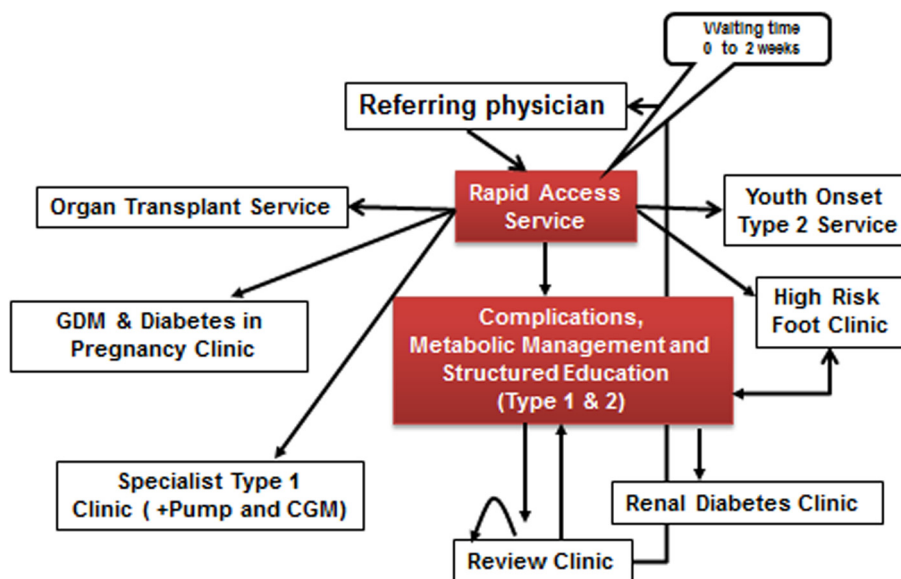 Waiting time
0 to 2 weeks
Referring physician
Rapid Access
Service
Organ Transplant Service
Youth Onset
Type 2 Service
GDM & Diabetes in
Pregnancy Clinic
Complications,
Metabolic Management and
Structured Education
(Type 1 & 2)
High Risk
Foot Clinic
Specialist Type 1
Clinic ( +Pump and CGM)
Renal Diabetes Clinic
Review Clinic